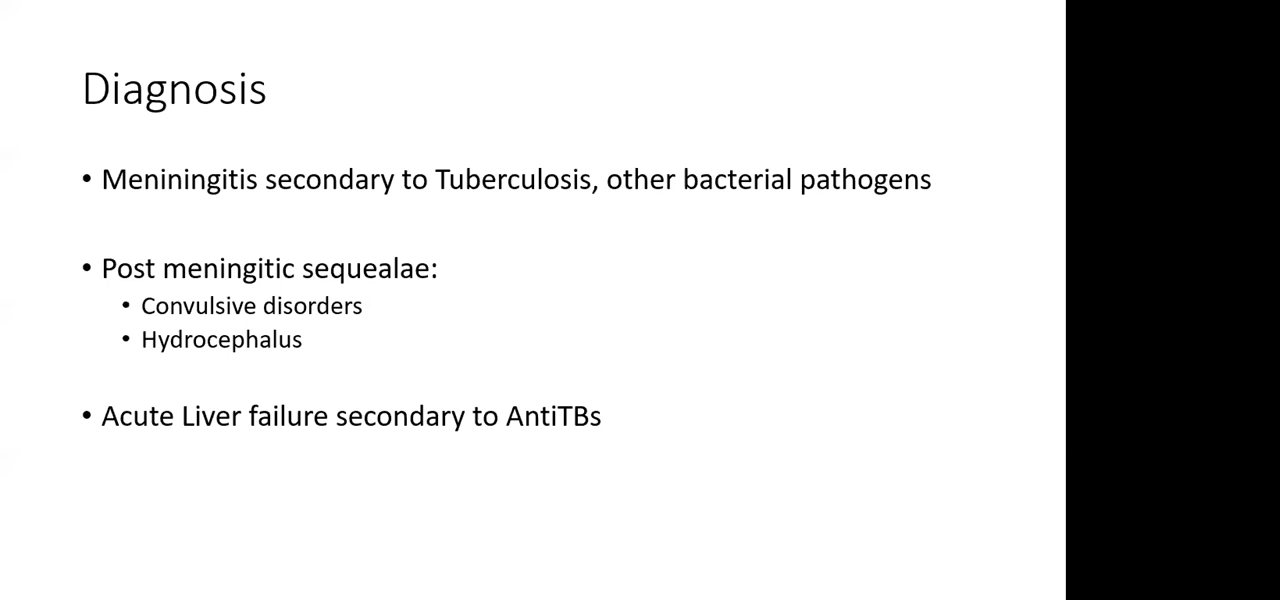 Diagnosis
• Meniningitis secondary to Tuberculosis, other bacterial pathogens
• Post meningitic sequealae:
• Convulsive disorders
• Hydrocephalus
• Acute Liver failure secondary to AntiTBs